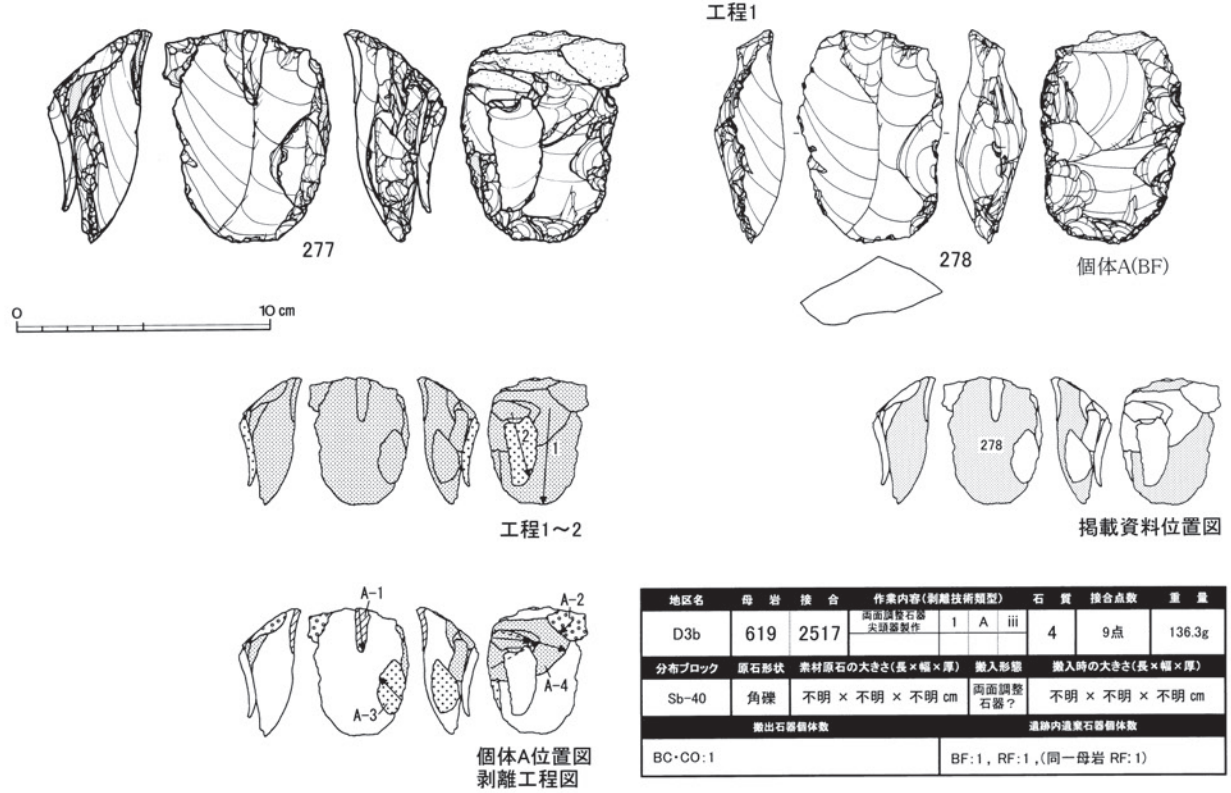 工程1
277
278
個体A(BF)
0 10 cm
2 1
工程1〜2
278
掲載資料位置図
A-1
A-2
A-3
A-4
個体A位置図
剥離工程図
地区名 母岩 接合 作業内容(剥離技術類型) 石質 接合点数 重量
D3b 619 2517 両面調整石器 尖頭器製作 1 A iii 4 9点 136.3g
分布ブロック 原石形状 素材原石の大きさ(長×幅×厚) 搬入形態 搬入時の大きさ(長×幅×厚)
Sb-40 角礫 不明 × 不明 × 不明 cm 両面調整石器? 不明 × 不明 × 不明 cm
搬出石器個体数 遺跡内遺棄石器個体数
BC・CO:1 BF:1, RF:1,(同一母岩 RF:1)